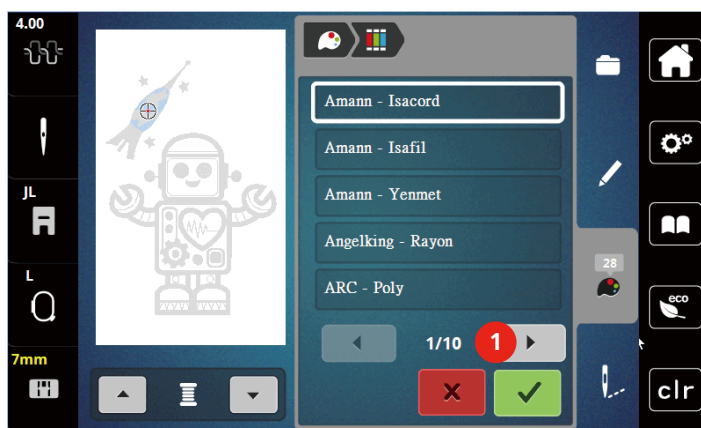 4.00
JL
L
7mm
Amann - Isacord
Amann - Isafil
Amann - Yenmet
Angelking - Rayon
ARC - Poly
1/10
1
28
eco
clr